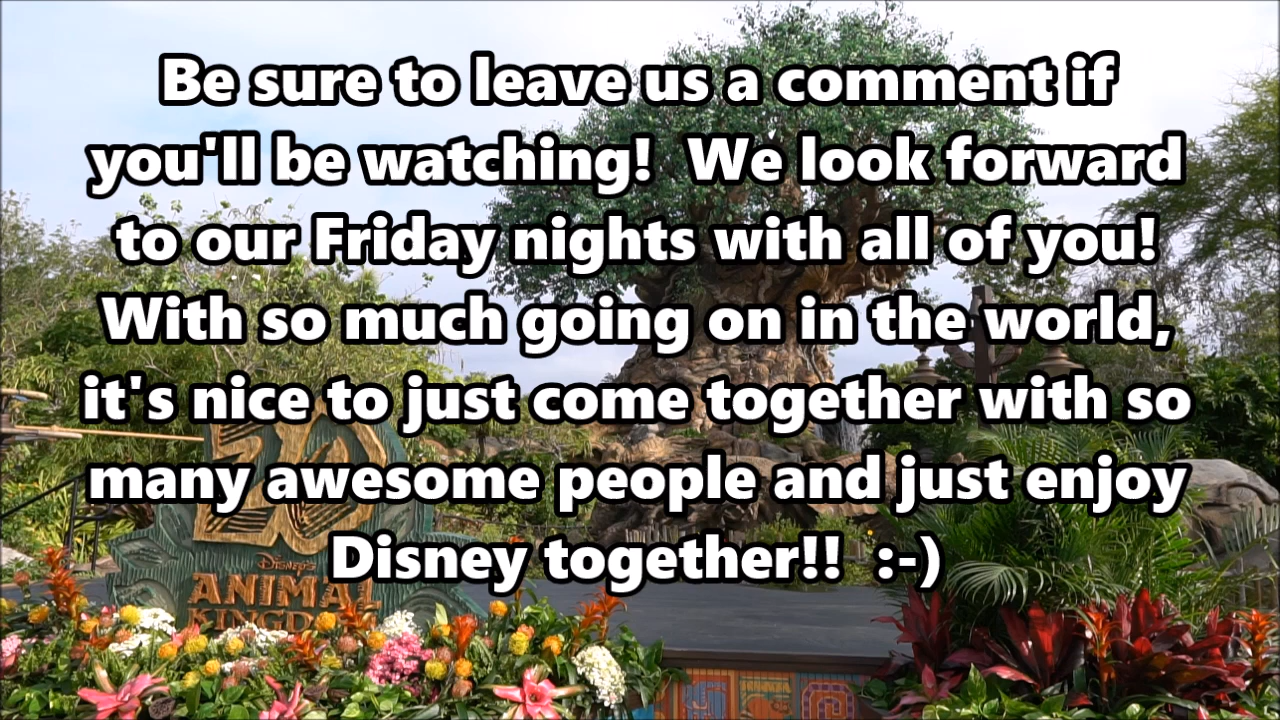 Be sure to leave us a comment if
you'll be watching!  We look forward
to our Friday nights with all of you!
With so much going on in the world,
it's nice to just come together with so
many awesome people and just enjoy
Disney together!!  :-)
20
Disney's
ANIMAL
KINGDOM